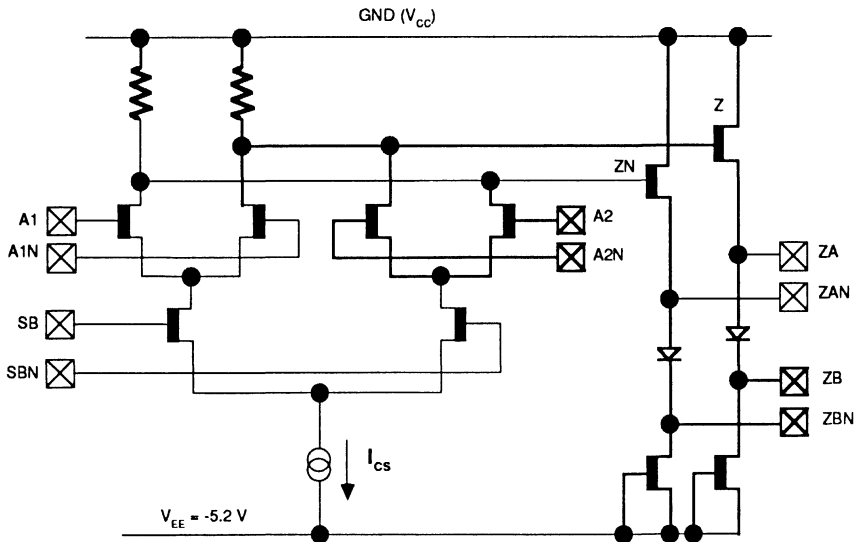 GND (VCC)
Z
ZN
A1
A1N
A2
A2N
ZA
ZAN
SB
SBN
ZB
ZBN
ICS
VEE = -5.2 V